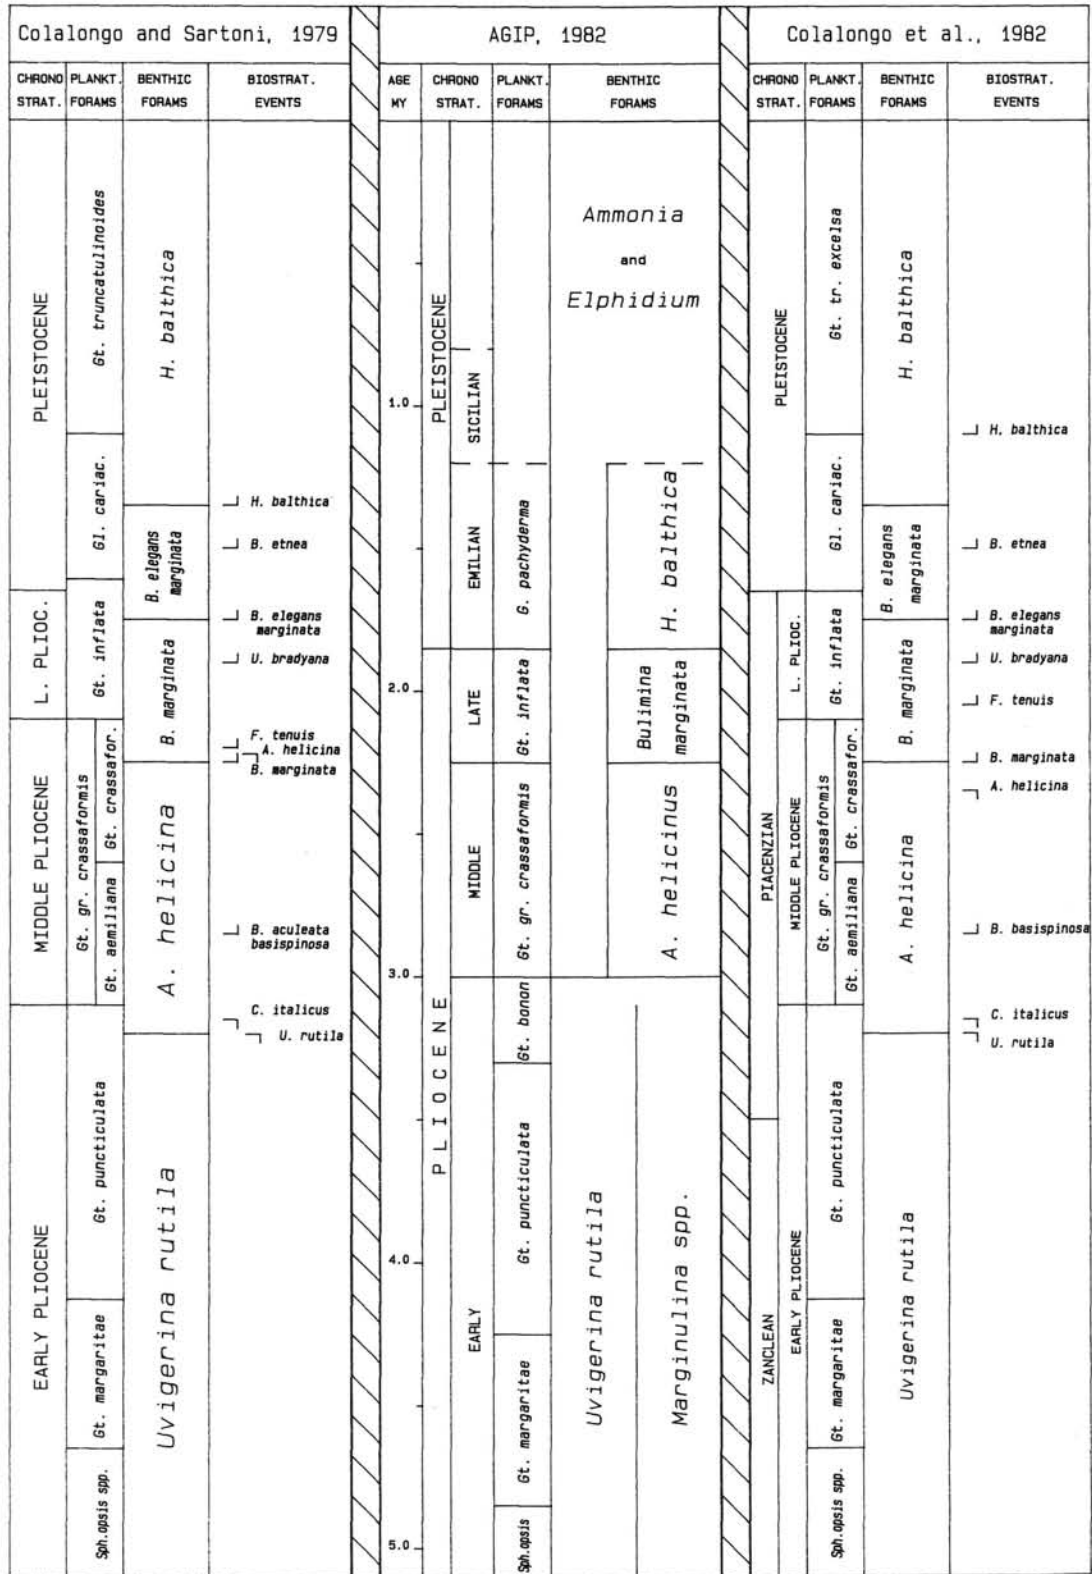 Colalongo and Sartoni, 1979
CHRONO STRAT.
PLANKT. FORAMS
BENTHIC FORAMS
BIOSTRAT. EVENTS
PLEISTOCENE
L. PLIOC.
MIDDLE PLIOCENE
EARLY PLIOCENE
Gt. truncatulinoides
Gl. cariac.
Gt. inflata
Gt. gr. crassaformis
Gt. crassafor.
Gt. aemiliana
Gt. puncticulata
Gt. margaritae
Sph.opsis spp.
H. balthica
B. elegans
marginata
B. marginata
A. helicina
Uvigerina rutila
H. balthica
B. etnea
B. elegans
marginata
U. bradyana
F. tenuis
A. helicina
B. marginata
B. aculeata
basispinosa
C. italicus
U. rutila
AGIP, 1982
AGE MY
CHRONO STRAT.
PLANKT. FORAMS
BENTHIC FORAMS
1.0
2.0
3.0
4.0
5.0
PLEISTOCENE
PLIOCENE
SICILIAN
EMILIAN
LATE
MIDDLE
EARLY
G. pachyderma
Gt. inflata
Gt. gr. crassaformis
Gt. bonon.
Gt. puncticulata
Gt. margaritae
Sph.opsis
Ammonia
and
Elphidium
H. balthica
Bulimina
marginata
A. helicinus
Uvigerina rutila
Marginulina spp.
Colalongo et al., 1982
CHRONO STRAT.
PLANKT. FORAMS
BENTHIC FORAMS
BIOSTRAT. EVENTS
PLEISTOCENE
PIACENZIAN
ZANCLEAN
L. PLIOC.
MIDDLE PLIOCENE
EARLY PLIOCENE
Gt. tr. excelsa
Gl. cariac.
Gt. inflata
Gt. gr. crassaformis
Gt. crassafor.
Gt. aemiliana
Gt. puncticulata
Gt. margaritae
Sph.opsis spp.
H. balthica
B. elegans
marginata
B. marginata
A. helicina
Uvigerina rutila
H. balthica
B. etnea
B. elegans
marginata
U. bradyana
F. tenuis
B. marginata
A. helicina
B. basispinosa
C. italicus
U. rutila